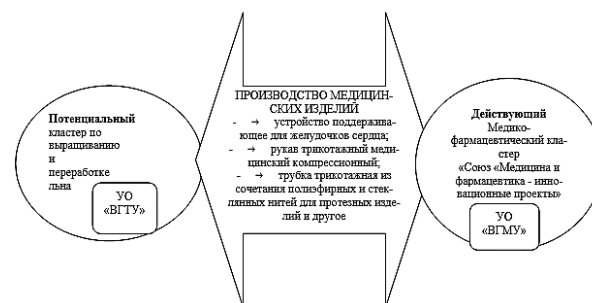 Потенциальный
кластер по
выращиванию
и
переработке
льна
УО
«ВГТУ»
ПРОИЗВОДСТВО МЕДИЦИН-
СКИХ ИЗДЕЛИЙ
- → устройство поддержива-
ющее для желудочков сердца;
- → рукав трикотажный меди-
цинский компрессионный;
- → трубка трикотажная из
сочетания полиэфирных и стек-
лянных нитей для протезных изде-
лий и другое
Действующий
Медико-
фармацевтический кла-
стер
«Союз «Медицина и
фармацевтика - инно-
вационные проекты»
УО
«ВГМУ»